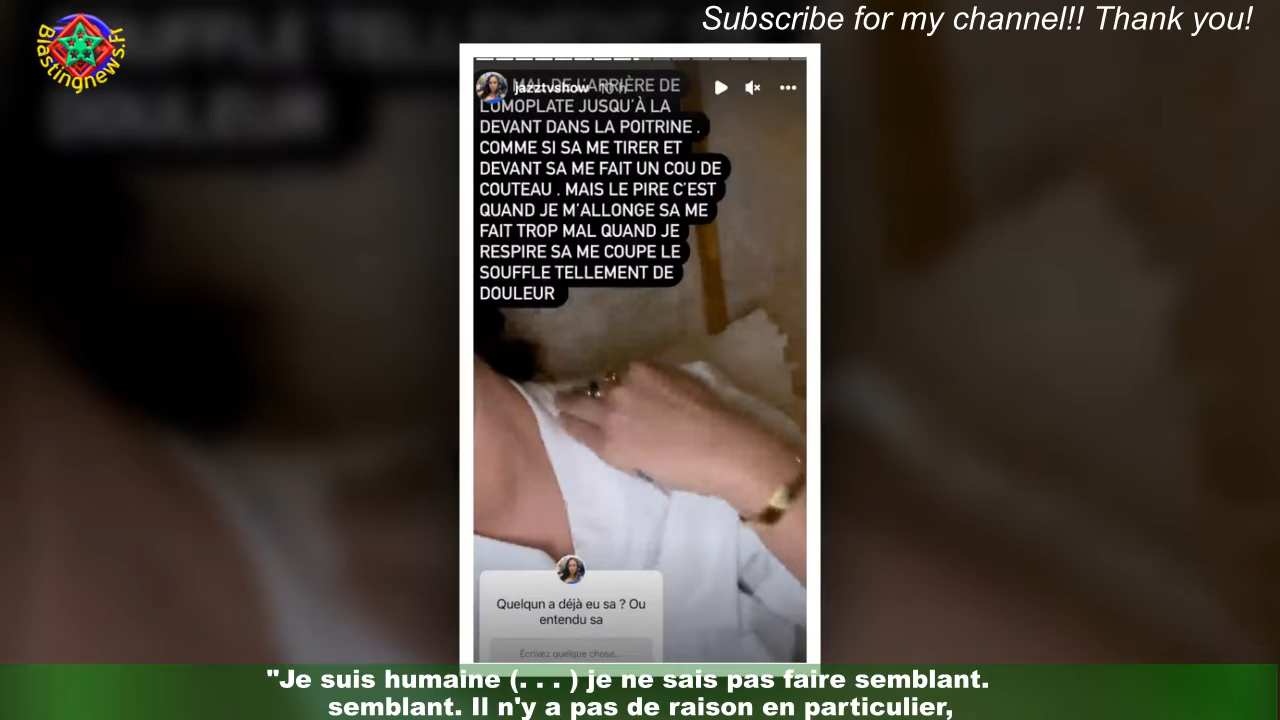 Subscribe for my channel!! Thank you!
Blastingnews.Fr
jazztvshow 10 h
MAL DE L'ARRIÈRE DE
L'OMOPLATE JUSQU'À LA
DEVANT DANS LA POITRINE .
COMME SI SA ME TIRER ET
DEVANT SA ME FAIT UN COU DE
COUTEAU . MAIS LE PIRE C'EST
QUAND JE M'ALLONGE SA ME
FAIT TROP MAL QUAND JE
RESPIRE SA ME COUPE LE
SOUFFLE TELLEMENT DE
DOULEUR
Quelqun a déjà eu sa ? Ou
entendu sa
Écrivez quelque chose...
"Je suis humaine (. . . ) je ne sais pas faire semblant.
semblant. Il n'y a pas de raison en particulier,